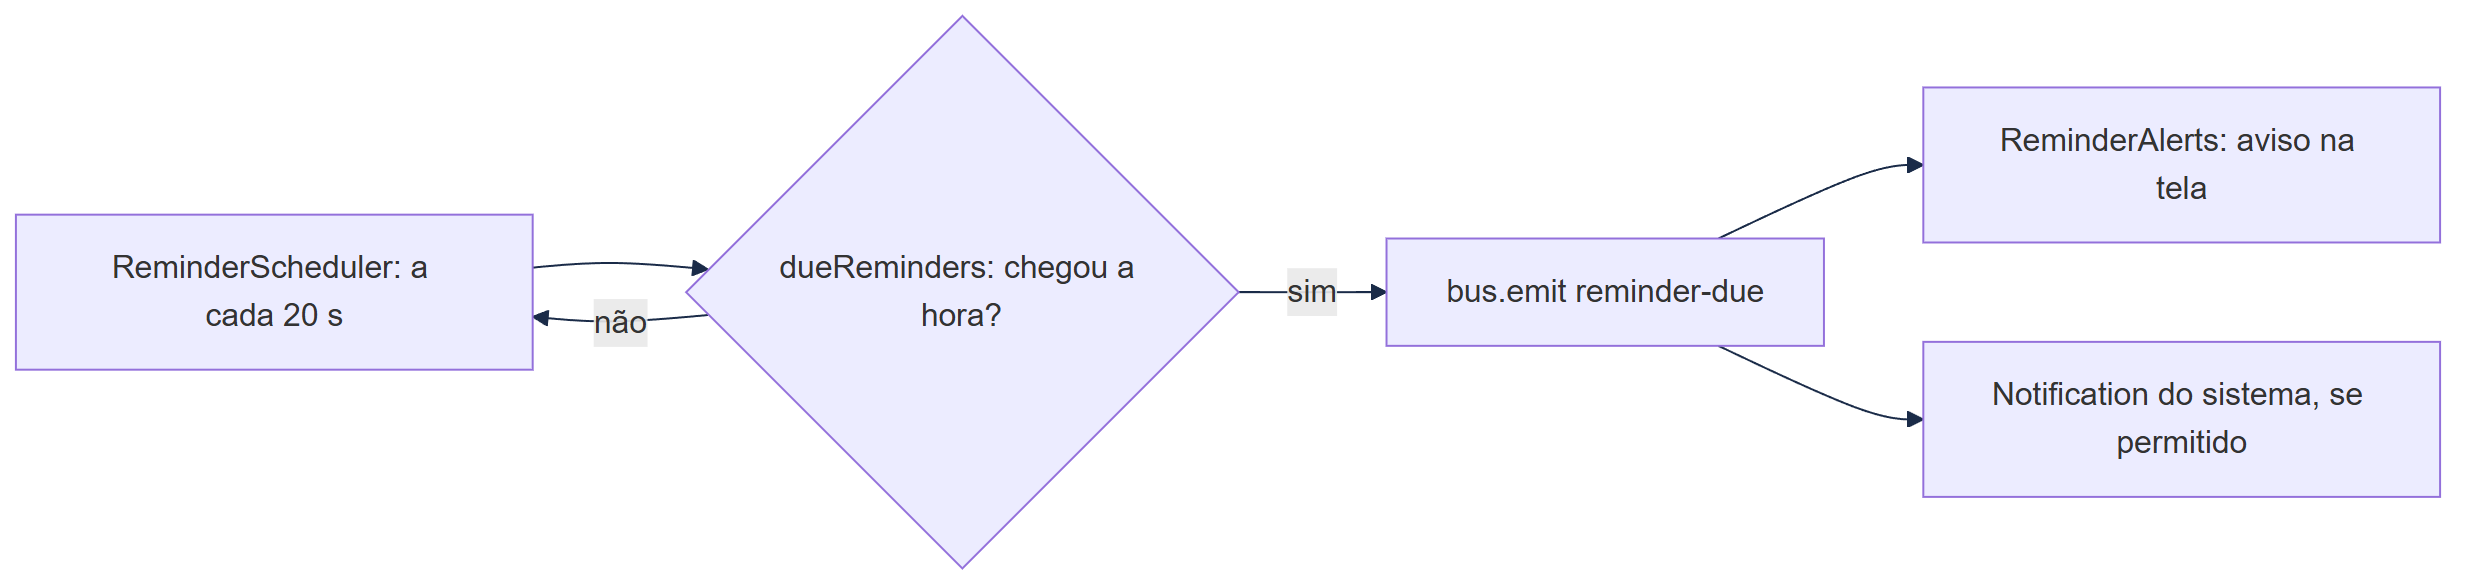 ReminderScheduler: a
cada 20 s
não
dueReminders: chegou a
hora?
sim
bus.emit reminder-due
ReminderAlerts: aviso na
tela
Notification do sistema, se
permitido